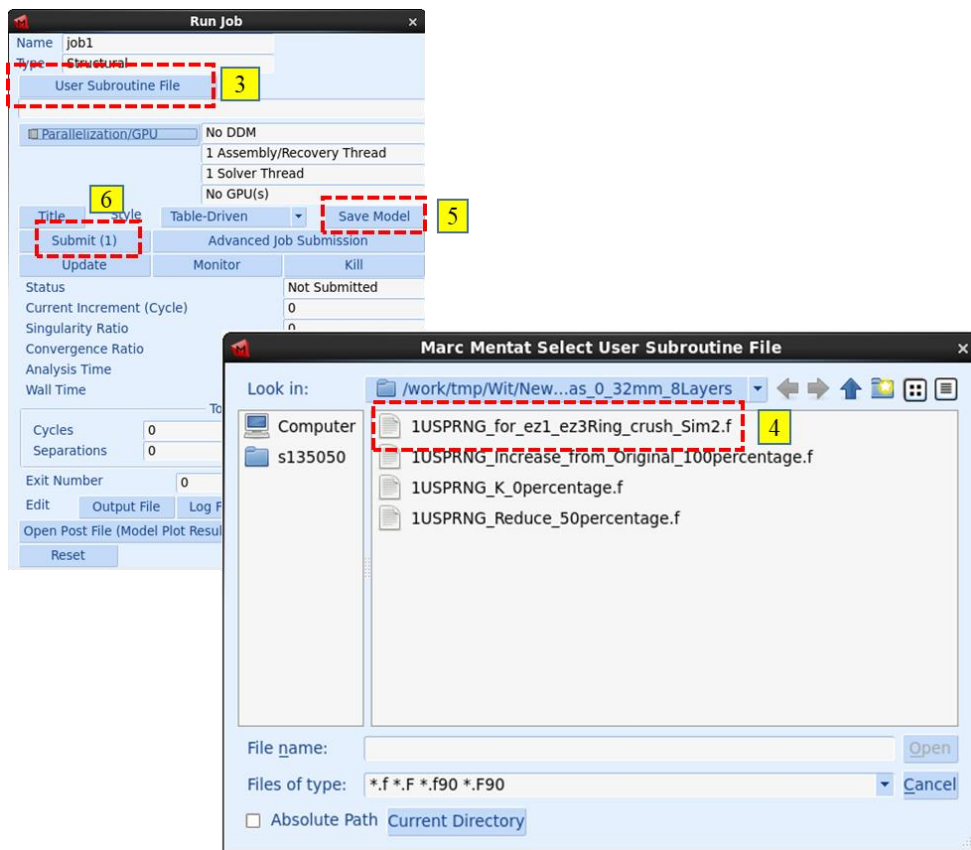 Run Job
Name job1
Type Structural
User Subroutine File
3
Parallelization/GPU No DDM
1 Assembly/Recovery Thread
1 Solver Thread
No GPU(s)
6
Title Style Table-Driven Save Model
5
Submit (1) Advanced Job Submission
Update Monitor Kill
Status Not Submitted
Current Increment (Cycle) 0
Singularity Ratio 0
Convergence Ratio
Analysis Time
Wall Time
To
Cycles 0
Separations 0
Exit Number 0
Edit Output File Log F
Open Post File (Model Plot Resul
Reset
Marc Mentat Select User Subroutine File
Look in: /work/tmp/Wit/New...as_0_32mm_8Layers
Computer
s135050
1USPRNG_for_ez1_ez3Ring_crush_Sim2.f
4
1USPRNG_Increase_from_Original_100percentage.f
1USPRNG_K_0percentage.f
1USPRNG_Reduce_50percentage.f
File name: Open
Files of type: *.f *.F *.f90 *.F90 Cancel
Absolute Path Current Directory